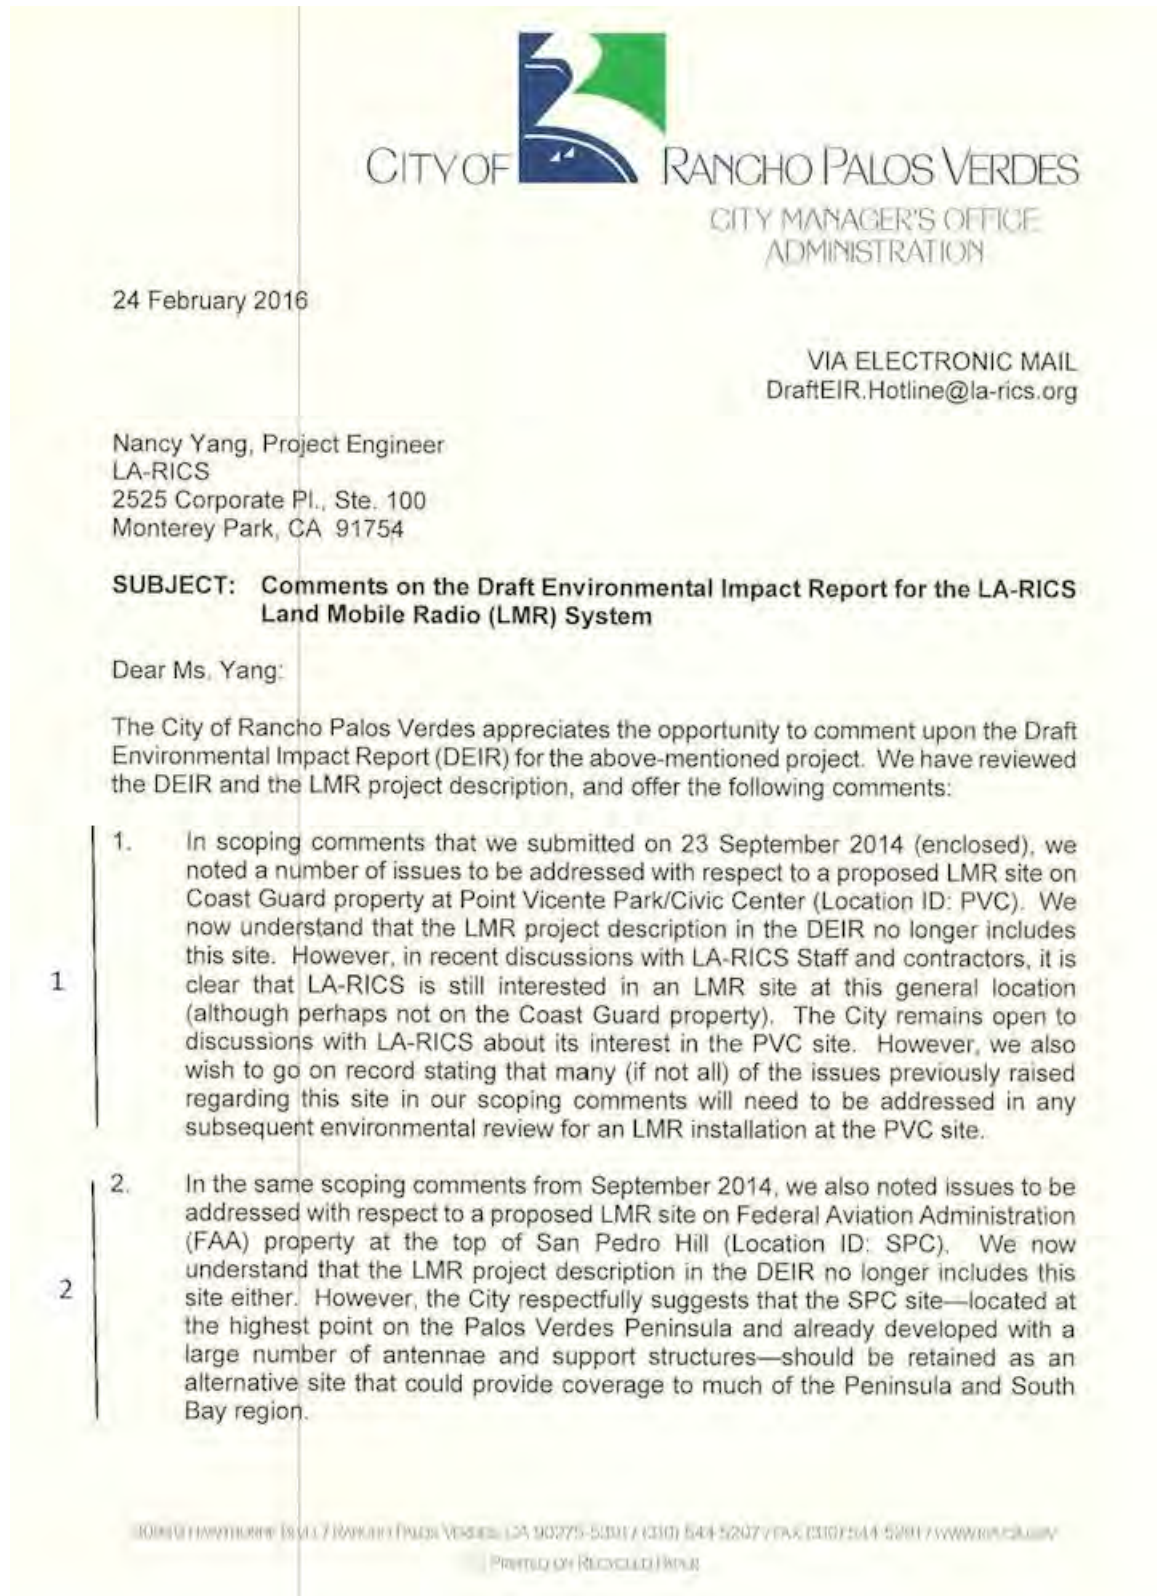 CITY OF RANCHO PALOS VERDES
CITY MANAGER'S OFFICE
ADMINISTRATION
24 February 2016
VIA ELECTRONIC MAIL
DraftEIR.Hotline@la-rics.org
Nancy Yang, Project Engineer
LA-RICS
2525 Corporate Pl., Ste. 100
Monterey Park, CA 91754
SUBJECT: Comments on the Draft Environmental Impact Report for the LA-RICS
Land Mobile Radio (LMR) System
Dear Ms. Yang:
The City of Rancho Palos Verdes appreciates the opportunity to comment upon the Draft
Environmental Impact Report (DEIR) for the above-mentioned project. We have reviewed
the DEIR and the LMR project description, and offer the following comments:
1. In scoping comments that we submitted on 23 September 2014 (enclosed), we
noted a number of issues to be addressed with respect to a proposed LMR site on
Coast Guard property at Point Vicente Park/Civic Center (Location ID: PVC). We
now understand that the LMR project description in the DEIR no longer includes
this site. However, in recent discussions with LA-RICS Staff and contractors, it is
1 clear that LA-RICS is still interested in an LMR site at this general location
(although perhaps not on the Coast Guard property). The City remains open to
discussions with LA-RICS about its interest in the PVC site. However, we also
wish to go on record stating that many (if not all) of the issues previously raised
regarding this site in our scoping comments will need to be addressed in any
subsequent environmental review for an LMR installation at the PVC site.
2. In the same scoping comments from September 2014, we also noted issues to be
addressed with respect to a proposed LMR site on Federal Aviation Administration
(FAA) property at the top of San Pedro Hill (Location ID: SPC). We now
understand that the LMR project description in the DEIR no longer includes this
2 site either. However, the City respectfully suggests that the SPC site—located at
the highest point on the Palos Verdes Peninsula and already developed with a
large number of antennae and support structures—should be retained as an
alternative site that could provide coverage to much of the Peninsula and South
Bay region.
HAWTHORNE / RANCHO PALOS VERDES, CA 90275-5391 / (310) 544-5207 / FAX (310) 544-5291
PRINTED ON RECYCLED PAPER